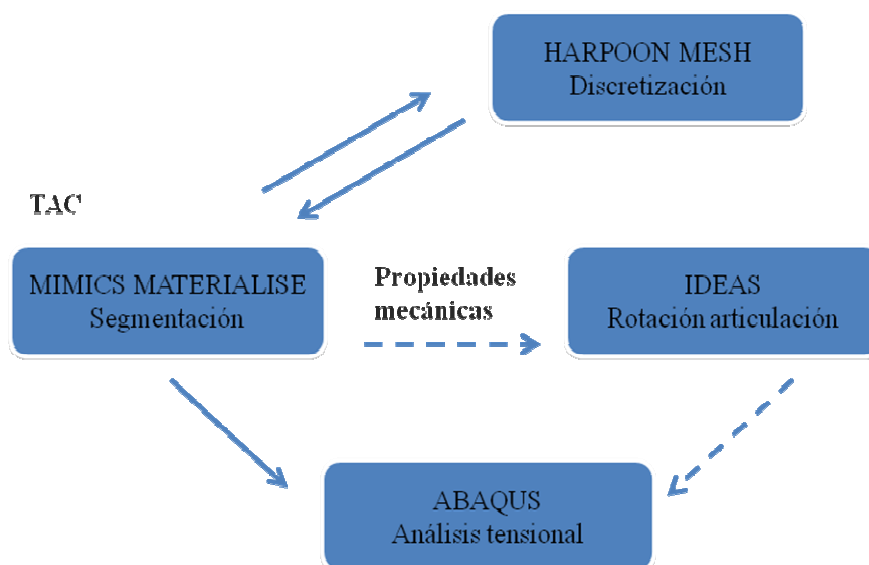 HARPOON MESH
Discretización
TAC
MIMICS MATERIALISE
Segmentación
Propiedades
mecánicas
IDEAS
Rotación articulación
ABAQUS
Análisis tensional